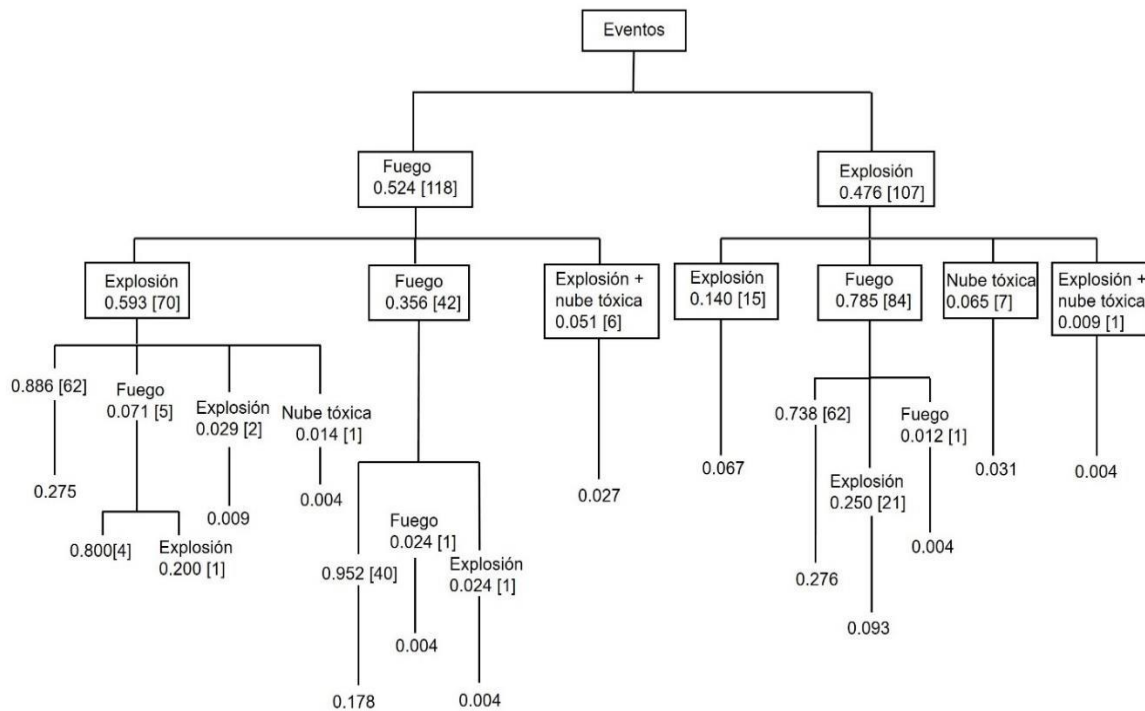 Eventos
Fuego
0.524 [118]
Explosión
0.476 [107]
Explosión
0.593 [70]
Fuego
0.356 [42]
Explosión +
nube tóxica
0.051 [6]
Explosión
0.140 [15]
Fuego
0.785 [84]
Nube tóxica
0.065 [7]
Explosión +
nube tóxica
0.009 [1]
0.886 [62]
Fuego
0.071 [5]
Explosión
0.029 [2]
Nube tóxica
0.014 [1]
0.275
0.009
0.004
0.800[4]
Explosión
0.200 [1]
0.952 [40]
Fuego
0.024 [1]
Explosión
0.024 [1]
0.178
0.004
0.004
0.027
0.067
0.738 [62]
Explosión
0.250 [21]
Fuego
0.012 [1]
0.276
0.093
0.004
0.031
0.004